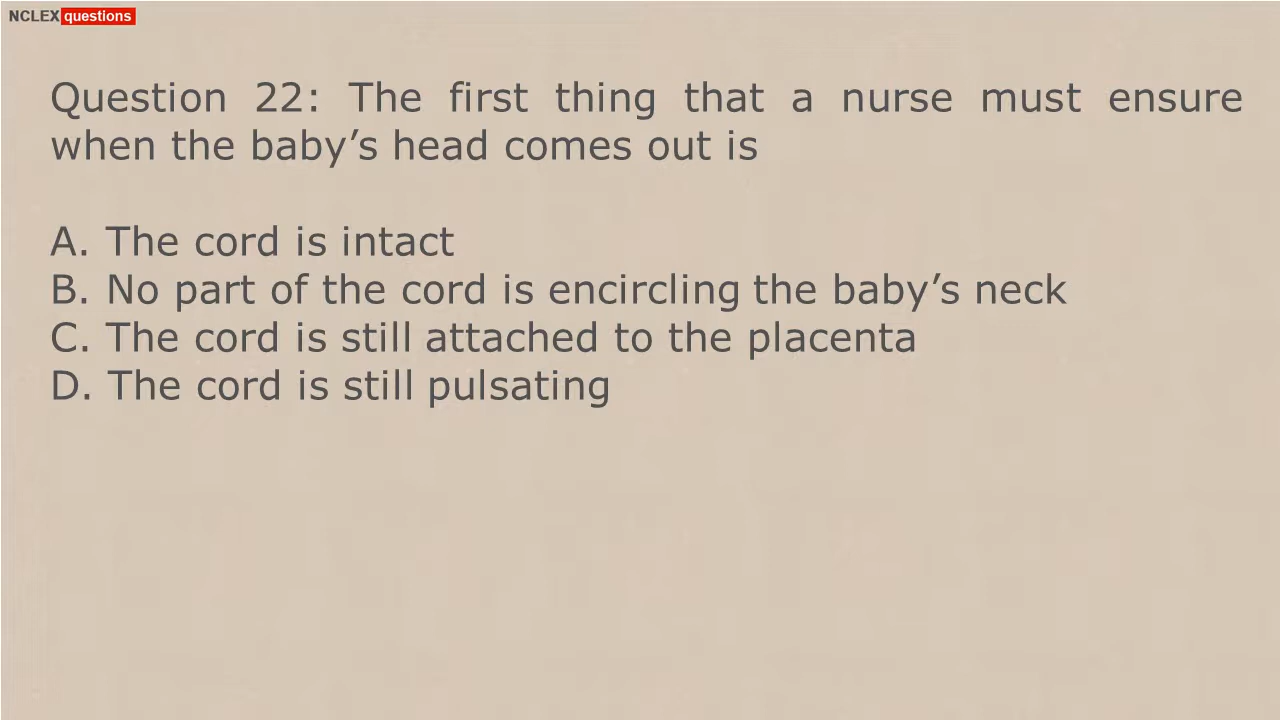 NCLEX questions
Question 22: The first thing that a nurse must ensure
when the baby’s head comes out is
A. The cord is intact
B. No part of the cord is encircling the baby’s neck
C. The cord is still attached to the placenta
D. The cord is still pulsating